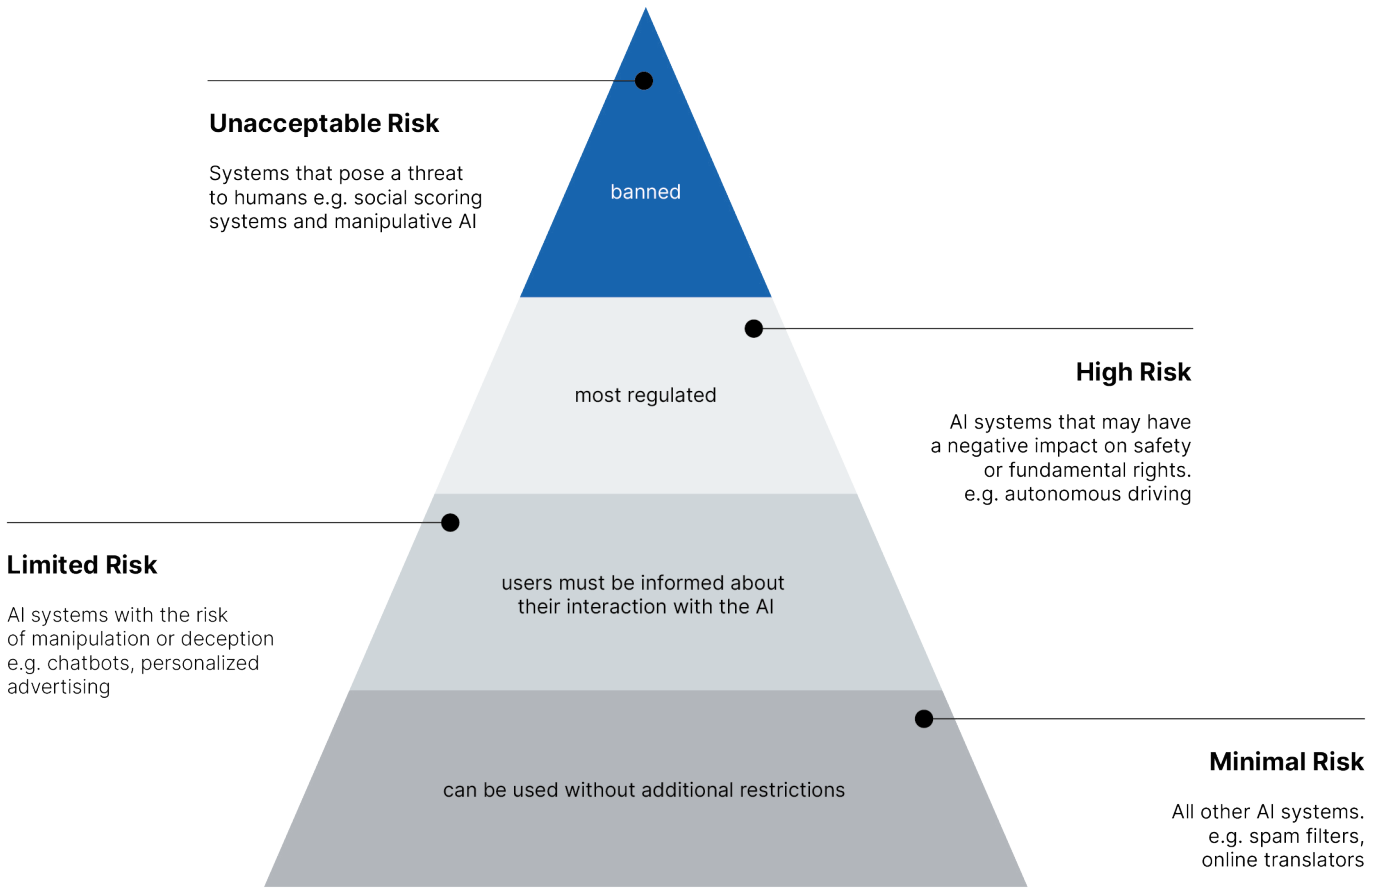 Unacceptable Risk
Systems that pose a threat
to humans e.g. social scoring
systems and manipulative AI
banned
High Risk
AI systems that may have
a negative impact on safety
or fundamental rights.
e.g. autonomous driving
most regulated
Limited Risk
AI systems with the risk
of manipulation or deception
e.g. chatbots, personalized
advertising
users must be informed about
their interaction with the AI
Minimal Risk
All other AI systems.
e.g. spam filters,
online translators
can be used without additional restrictions